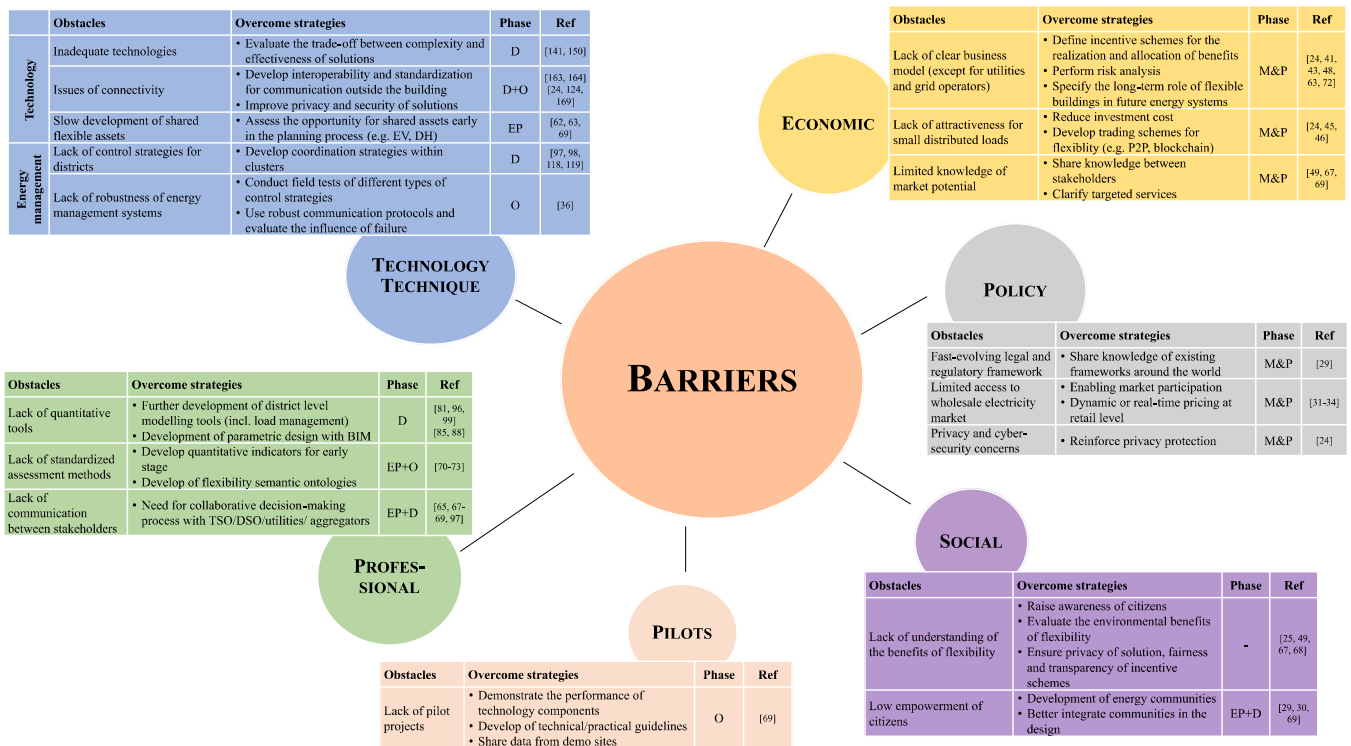 Obstacles Overcome strategies Phase Ref
Technology
Inadequate technologies
• Evaluate the trade-off between complexity and
effectiveness of solutions
D
[141, 150]
Issues of connectivity
• Develop interoperability and standardization
for communication outside the building
• Improve privacy and security of solutions
D+O
[163, 164]
[24, 124,
169]
Slow development of shared
flexible assets
• Assess the opportunity for shared assets early
in the planning process (e.g. EV, DH)
EP
[62, 63,
69]
Energy
management
Lack of control strategies for
districts
• Develop coordination strategies within
clusters
D
[97, 98,
118, 119]
Lack of robustness of energy
management systems
• Conduct field tests of different types of
control strategies
• Use robust communication protocols and
evaluate the influence of failure
O
[36]
TECHNOLOGY
TECHNIQUE
Obstacles Overcome strategies Phase Ref
Lack of clear business
model (except for utilities
and grid operators)
• Define incentive schemes for the
realization and allocation of benefits
• Perform risk analysis
• Specify the long-term role of flexible
buildings in future energy systems
M&P
[24, 41,
43, 48,
63, 72]
Lack of attractiveness for
small distributed loads
• Reduce investment cost
• Develop trading schemes for
flexiblity (e.g. P2P, blockchain)
M&P
[24, 45,
46]
Limited knowledge of
market potential
• Share knowledge between
stakeholders
• Clarify targeted services
M&P
[49, 67,
69]
ECONOMIC
BARRIERS
POLICY
Obstacles Overcome strategies Phase Ref
Fast-evolving legal and
regulatory framework
• Share knowledge of existing
frameworks around the world
M&P
[29]
Limited access to
wholesale electricity
market
• Enabling market participation
• Dynamic or real-time pricing at
retail level
M&P
[31-34]
Privacy and cyber-
security concerns
• Reinforce privacy protection
M&P
[24]
Obstacles Overcome strategies Phase Ref
Lack of quantitative
tools
• Further development of district level
modelling tools (incl. load management)
• Development of parametric design with BIM
D
[81, 96,
99]
[85, 88]
Lack of standardized
assessment methods
• Develop quantitative indicators for early
stage
• Develop of flexibility semantic ontologies
EP+O
[70-73]
Lack of
communication
between stakeholders
• Need for collaborative decision-making
process with TSO/DSO/utilities/ aggregators
EP+D
[65, 67-
69, 97]
PROFES-
SIONAL
PILOTS
Obstacles Overcome strategies Phase Ref
Lack of pilot
projects
• Demonstrate the performance of
technology components
• Develop of technical/practical guidelines
• Share data from demo sites
O
[69]
SOCIAL
Obstacles Overcome strategies Phase Ref
Lack of understanding of
the benefits of flexibility
• Raise awareness of citizens
• Evaluate the environmental benefits
of flexibility
• Ensure privacy of solution, fairness
and transparency of incentive
schemes
-
[25, 49,
67, 68]
Low empowerment of
citizens
• Development of energy communities
• Better integrate communities in the
design
EP+D
[29, 30,
69]